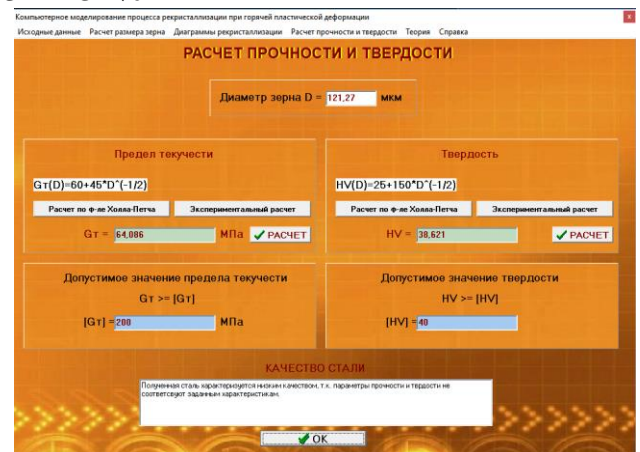 Компьютерное моделирование процесса рекристаллизации при горячей пластической деформации
x
Исходные данные Расчет размера зерна Диаграммы рекристаллизации Расчет прочности и твердости Теория Справка
РАСЧЕТ ПРОЧНОСТИ И ТВЕРДОСТИ
Диаметр зерна D = 121,27 мкм
Предел текучести
Твердость
Gт(D)=60+45*D^(-1/2)
HV(D)=25+150*D^(-1/2)
Расчет по ф-ле Холла-Петча Экспериментальный расчет
Расчет по ф-ле Холла-Петча Экспериментальный расчет
Gт = 64,086 МПа РАСЧЕТ
HV = 38,621 РАСЧЕТ
Допустимое значение предела текучести
Допустимое значение твердости
Gт >= [Gт]
HV >= [HV]
[Gт] = 200 МПа
[HV] = 40
КАЧЕСТВО СТАЛИ
Полученная сталь характеризуется низким качеством, т.к. параметры прочности и тврдости не
соответсвуют заданным характеристикам.
OK